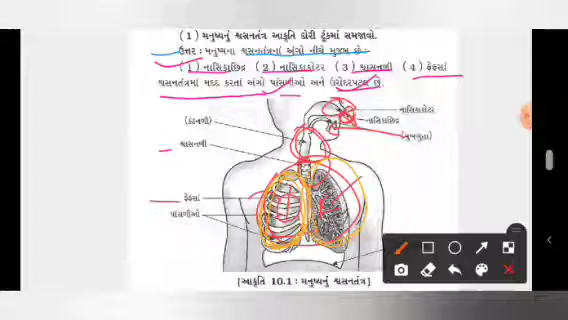 (1) મનુષ્યનું શ્વસનતંત્ર આકૃતિ દોરી ટૂંકમાં સમજાવો.
ઉત્તર: મનુષ્યના શ્વસનતંત્રનાં અંગો નીચે મુજબ છે:
(1) નાસિકાછિદ્ર (2) નાસિકાકોટર (3) શ્વાસનળી (4) ફેફસાં
શ્વસનતંત્રમાં મદદ કરતાં અંગો પાંસળીઓ અને ઉરોદરપટલ છે.
નાસિકાકોટર
નાસિકાછિદ્ર
(કંઠનળી)
(મુખગુહા)
શ્વાસનળી
ફેફસાં
પાંસળીઓ
[આકૃતિ 10.1 : મનુષ્યનું શ્વસનતંત્ર]